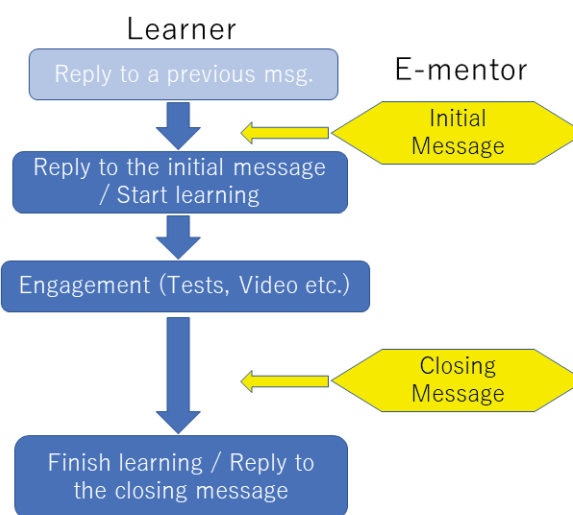 Learner
E-mentor
Reply to a previous msg.
Initial
Message
Reply to the initial message
/ Start learning
Engagement (Tests, Video etc.)
Closing
Message
Finish learning / Reply to
the closing message